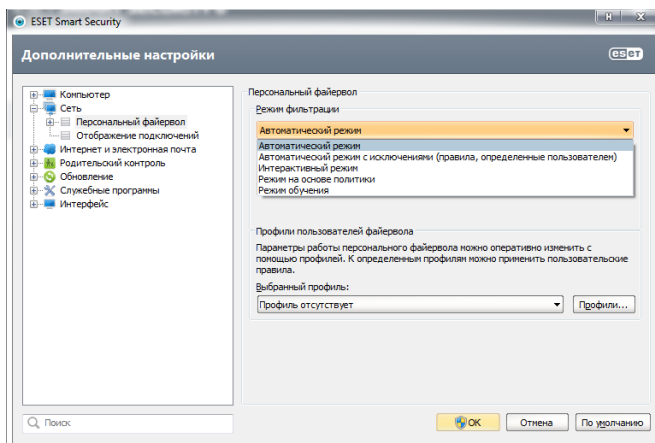 ESET Smart Security
Дополнительные настройки
eseT
Компьютер
Сеть
Персональный файервол
Отображение подключений
Интернет и электронная почта
Родительский контроль
Обновление
Служебные программы
Интерфейс
Персональный файервол
Режим фильтрации
Автоматический режим
Автоматический режим
Автоматический режим с исключениями (правила, определенные пользователем)
Интерактивный режим
Режим на основе политики
Режим обучения
Профили пользователей файервола
Параметры работы персонального файервола можно оперативно изменить с
помощью профилей. К определенным профилям можно применить пользовательские
правила.
Выбранный профиль:
Профиль отсутствует
Профили...
Поиск
OK
Отмена
По умолчанию